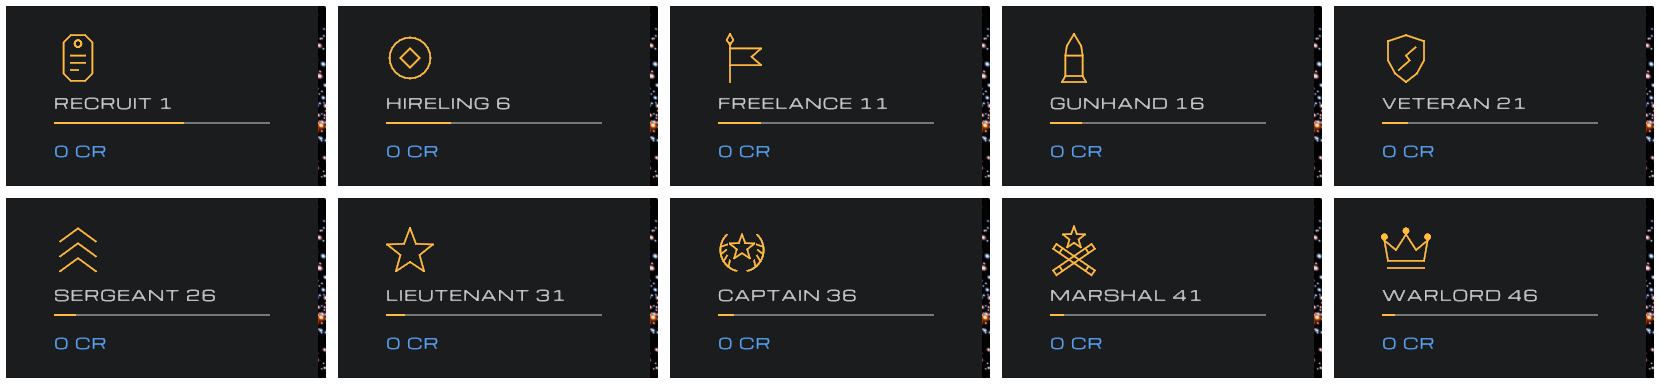 RECRUIT 1
0 CR
HIRELING 6
0 CR
FREELANCE 11
0 CR
GUNHAND 16
0 CR
VETERAN 21
0 CR
SERGEANT 26
0 CR
LIEUTENANT 31
0 CR
CAPTAIN 36
0 CR
MARSHAL 41
0 CR
WARLORD 46
0 CR